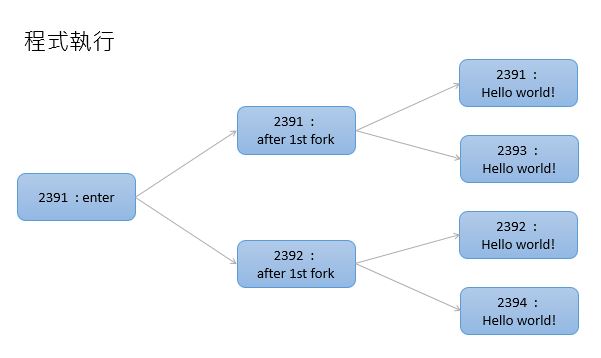 程式執行
2391 : enter
2391 :
after 1st fork
2392 :
after 1st fork
2391 :
Hello world!
2393 :
Hello world!
2392 :
Hello world!
2394 :
Hello world!